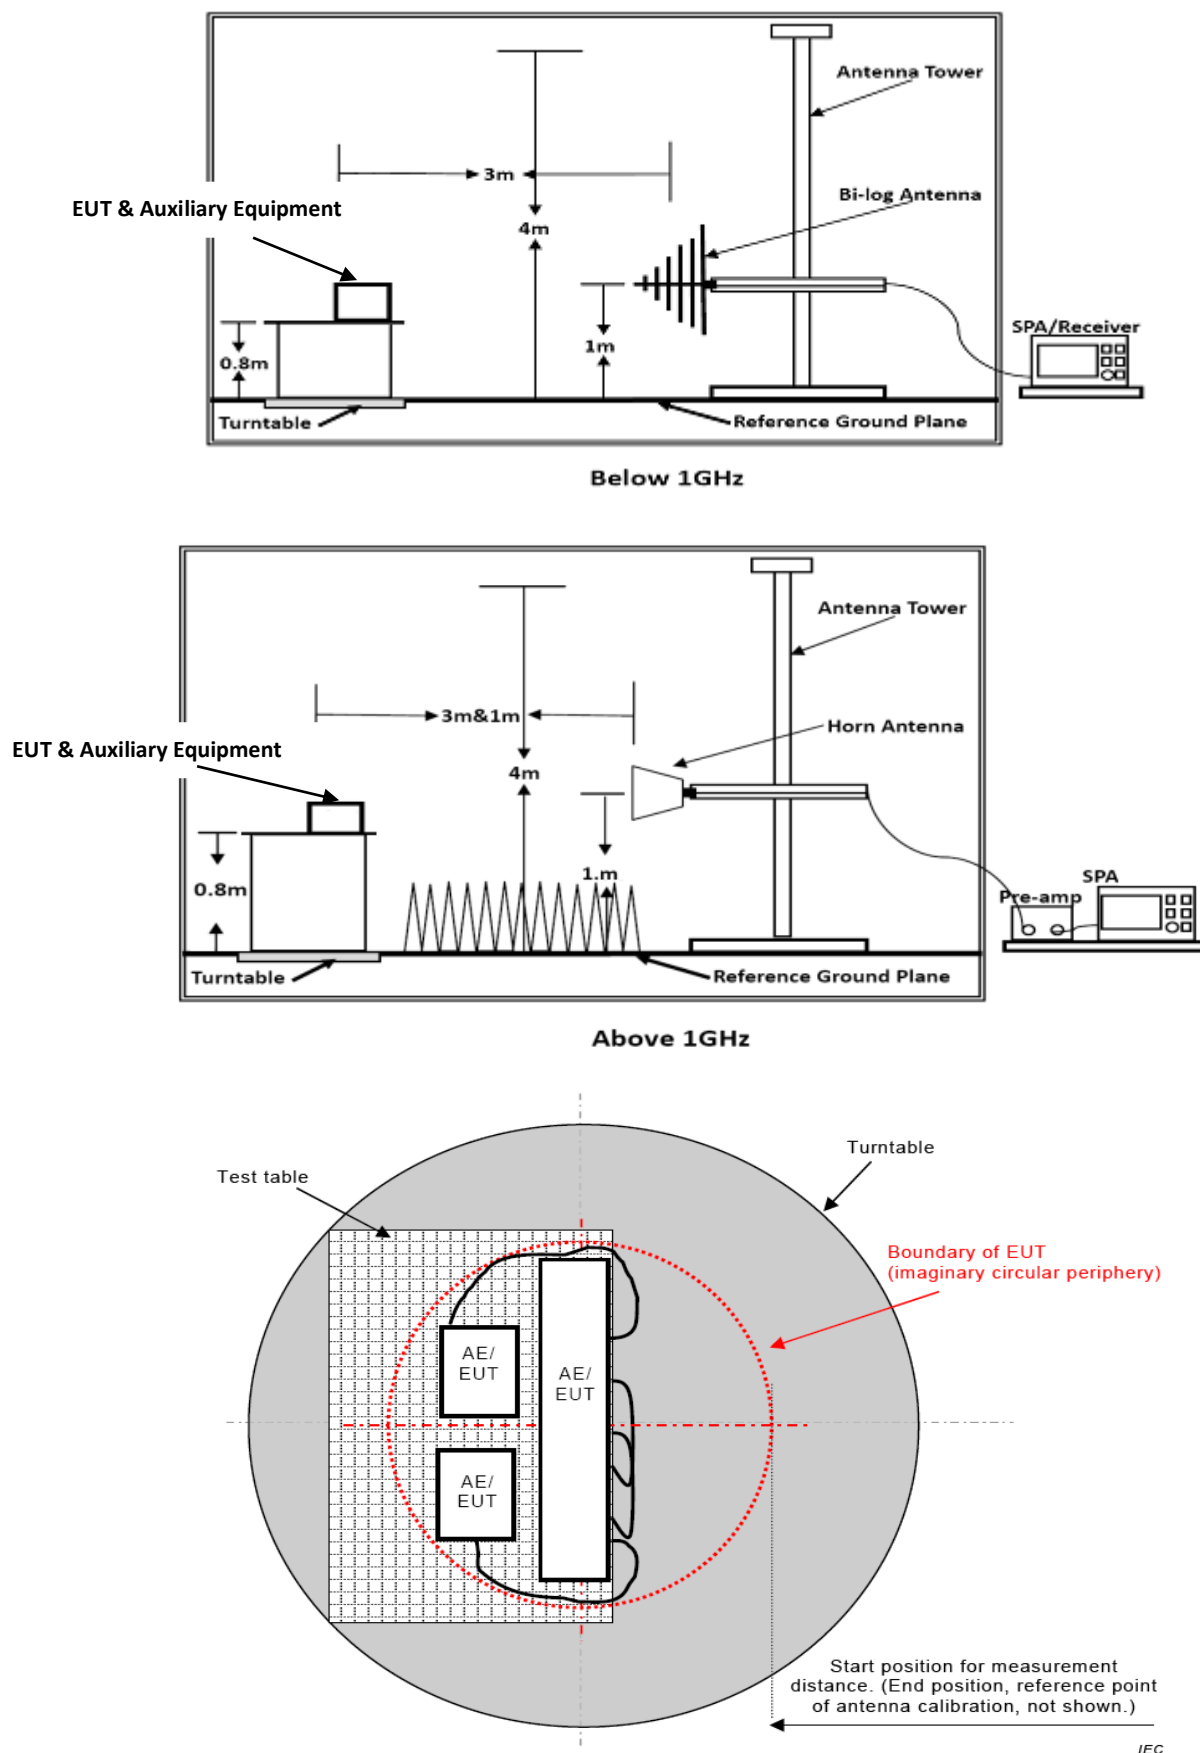 Antenna Tower
3m
EUT & Auxiliary Equipment
Bi-log Antenna
4m
SPA/Receiver
1m
0.8m
Turntable
Reference Ground Plane
Below 1GHz
Antenna Tower
3m&1m
Horn Antenna
EUT & Auxiliary Equipment
4m
1.m
SPA
0.8m
Pre-amp
Turntable
Reference Ground Plane
Above 1GHz
Turntable
Test table
Boundary of EUT
(imaginary circular periphery)
AE/
EUT
AE/
EUT
AE/
EUT
Start position for measurement
distance. (End position, reference point
of antenna calibration, not shown.)
IEC